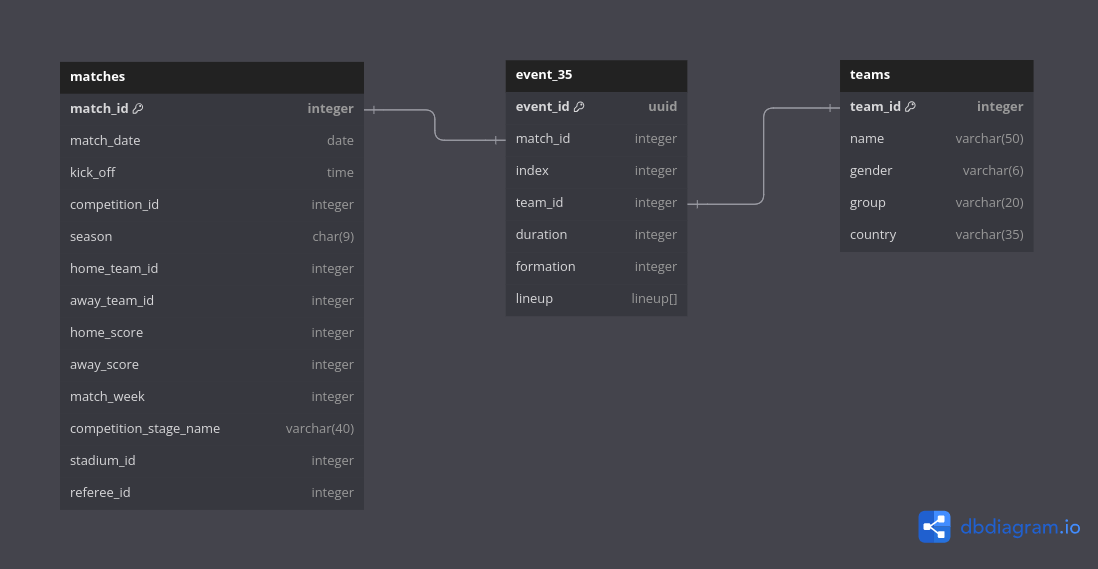 matches
match_id integer
match_date date
kick_off time
competition_id integer
season char(9)
home_team_id integer
away_team_id integer
home_score integer
away_score integer
match_week integer
competition_stage_name varchar(40)
stadium_id integer
referee_id integer
event_35
event_id uuid
match_id integer
index integer
team_id integer
duration integer
formation integer
lineup lineup[]
teams
team_id integer
name varchar(50)
gender varchar(6)
group varchar(20)
country varchar(35)
dbdiagram.io